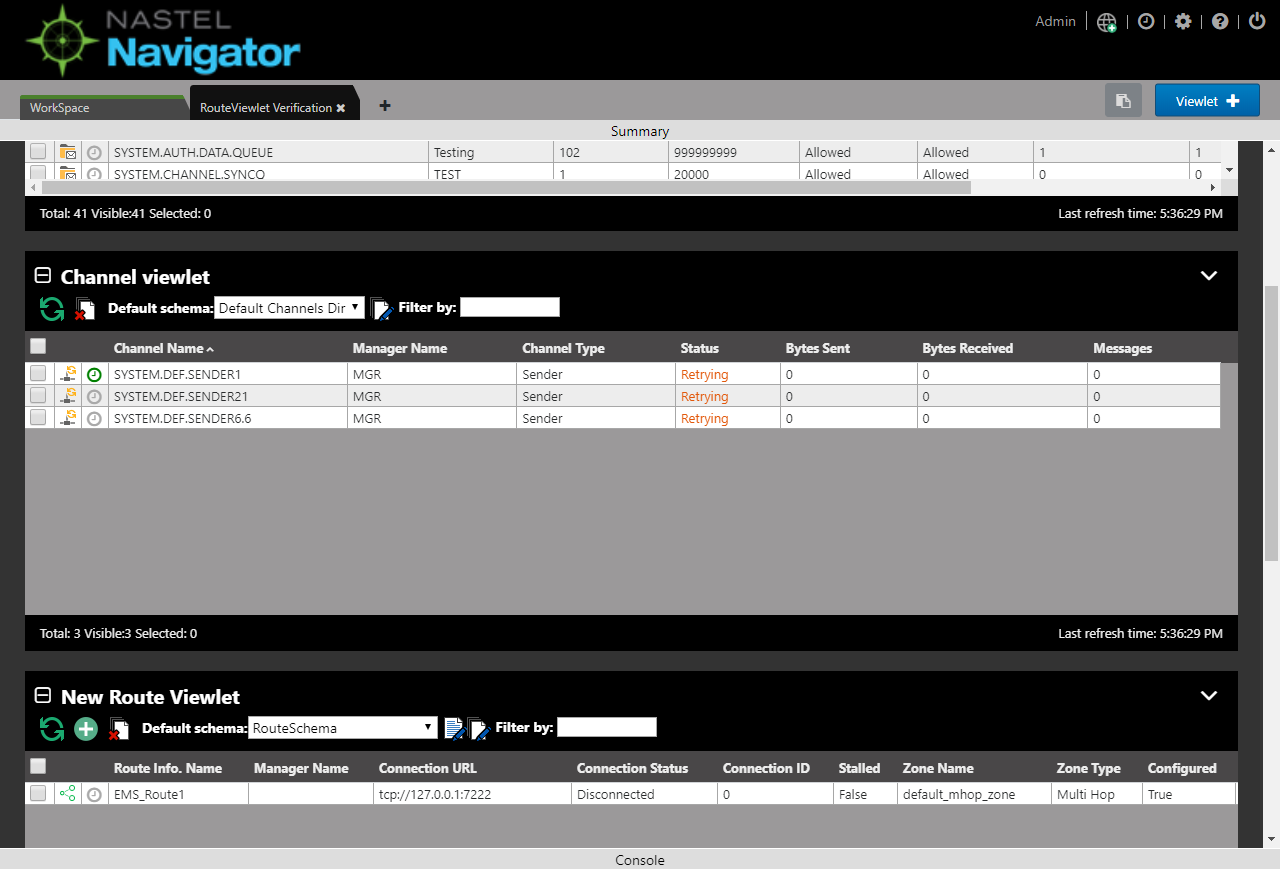 NASTEL
Navigator
Admin
WorkSpace
RouteViewlet Verification
Viewlet
Summary
SYSTEM.AUTH.DATA.QUEUE Testing 102 999999999 Allowed Allowed 1 1
SYSTEM.CHANNEL.SYNCQ TEST 1 20000 Allowed Allowed 0 0
Total: 41 Visible:41 Selected: 0 Last refresh time: 5:36:29 PM
Channel viewlet
Default schema: Default Channels Dir Filter by:
Channel Name Manager Name Channel Type Status Bytes Sent Bytes Received Messages
SYSTEM.DEF.SENDER1 MGR Sender Retrying 0 0 0
SYSTEM.DEF.SENDER21 MGR Sender Retrying 0 0 0
SYSTEM.DEF.SENDER6.6 MGR Sender Retrying 0 0 0
Total: 3 Visible:3 Selected: 0 Last refresh time: 5:36:29 PM
New Route Viewlet
Default schema: RouteSchema Filter by:
Route Info. Name Manager Name Connection URL Connection Status Connection ID Stalled Zone Name Zone Type Configured
EMS_Route1 tcp://127.0.0.1:7222 Disconnected 0 False default_mhop_zone Multi Hop True
Console